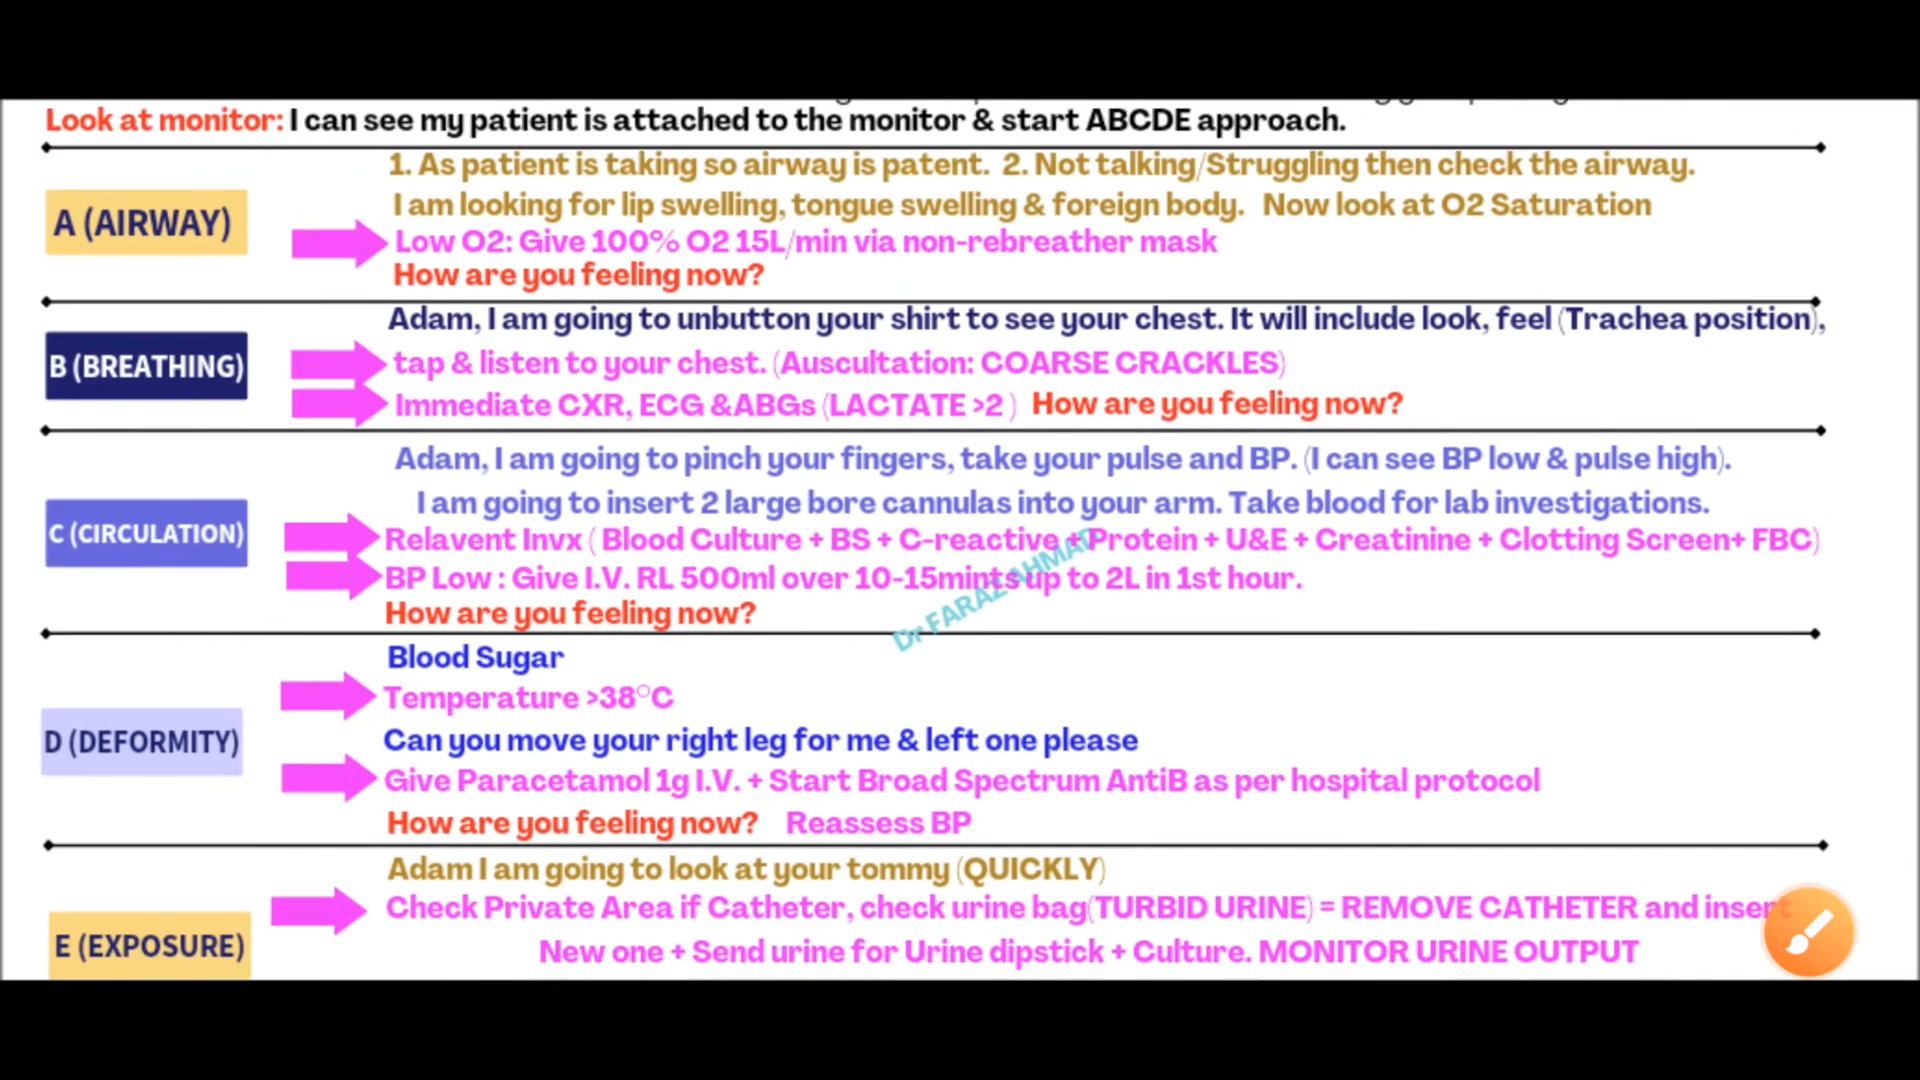 Look at monitor: I can see my patient is attached to the monitor & start ABCDE approach.
A (AIRWAY)
1. As patient is taking so airway is patent. 2. Not talking/Struggling then check the airway.
I am looking for lip swelling, tongue swelling & foreign body. Now look at O2 Saturation
Low O2: Give 100% O2 15L/min via non-rebreather mask
How are you feeling now?
B (BREATHING)
Adam, I am going to unbutton your shirt to see your chest. It will include look, feel (Trachea position),
tap & listen to your chest. (Auscultation: COARSE CRACKLES)
Immediate CXR, ECG &ABGs (LACTATE >2 ) How are you feeling now?
C (CIRCULATION)
Adam, I am going to pinch your fingers, take your pulse and BP. (I can see BP low & pulse high).
I am going to insert 2 large bore cannulas into your arm. Take blood for lab investigations.
Relavent Invx ( Blood Culture + BS + C-reactive +Protein + U&E + Creatinine + Clotting Screen+ FBC)
BP Low : Give I.V. RL 500ml over 10-15mints up to 2L in 1st hour.
How are you feeling now?
Dr FARAZ AHMAD
D (DEFORMITY)
Blood Sugar
Temperature >38°C
Can you move your right leg for me & left one please
Give Paracetamol 1g I.V. + Start Broad Spectrum AntiB as per hospital protocol
How are you feeling now? Reassess BP
E (EXPOSURE)
Adam I am going to look at your tommy (QUICKLY)
Check Private Area if Catheter, check urine bag(TURBID URINE) = REMOVE CATHETER and insert
New one + Send urine for Urine dipstick + Culture. MONITOR URINE OUTPUT